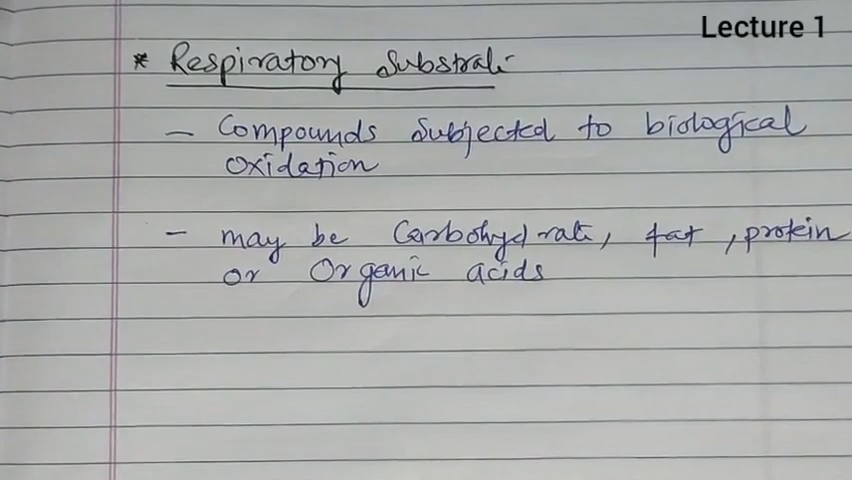 Lecture 1
* Respiratory Substrate
- Compounds subjected to biological
oxidation
- may be Carbohydrate, fat, protein
or Organic acids